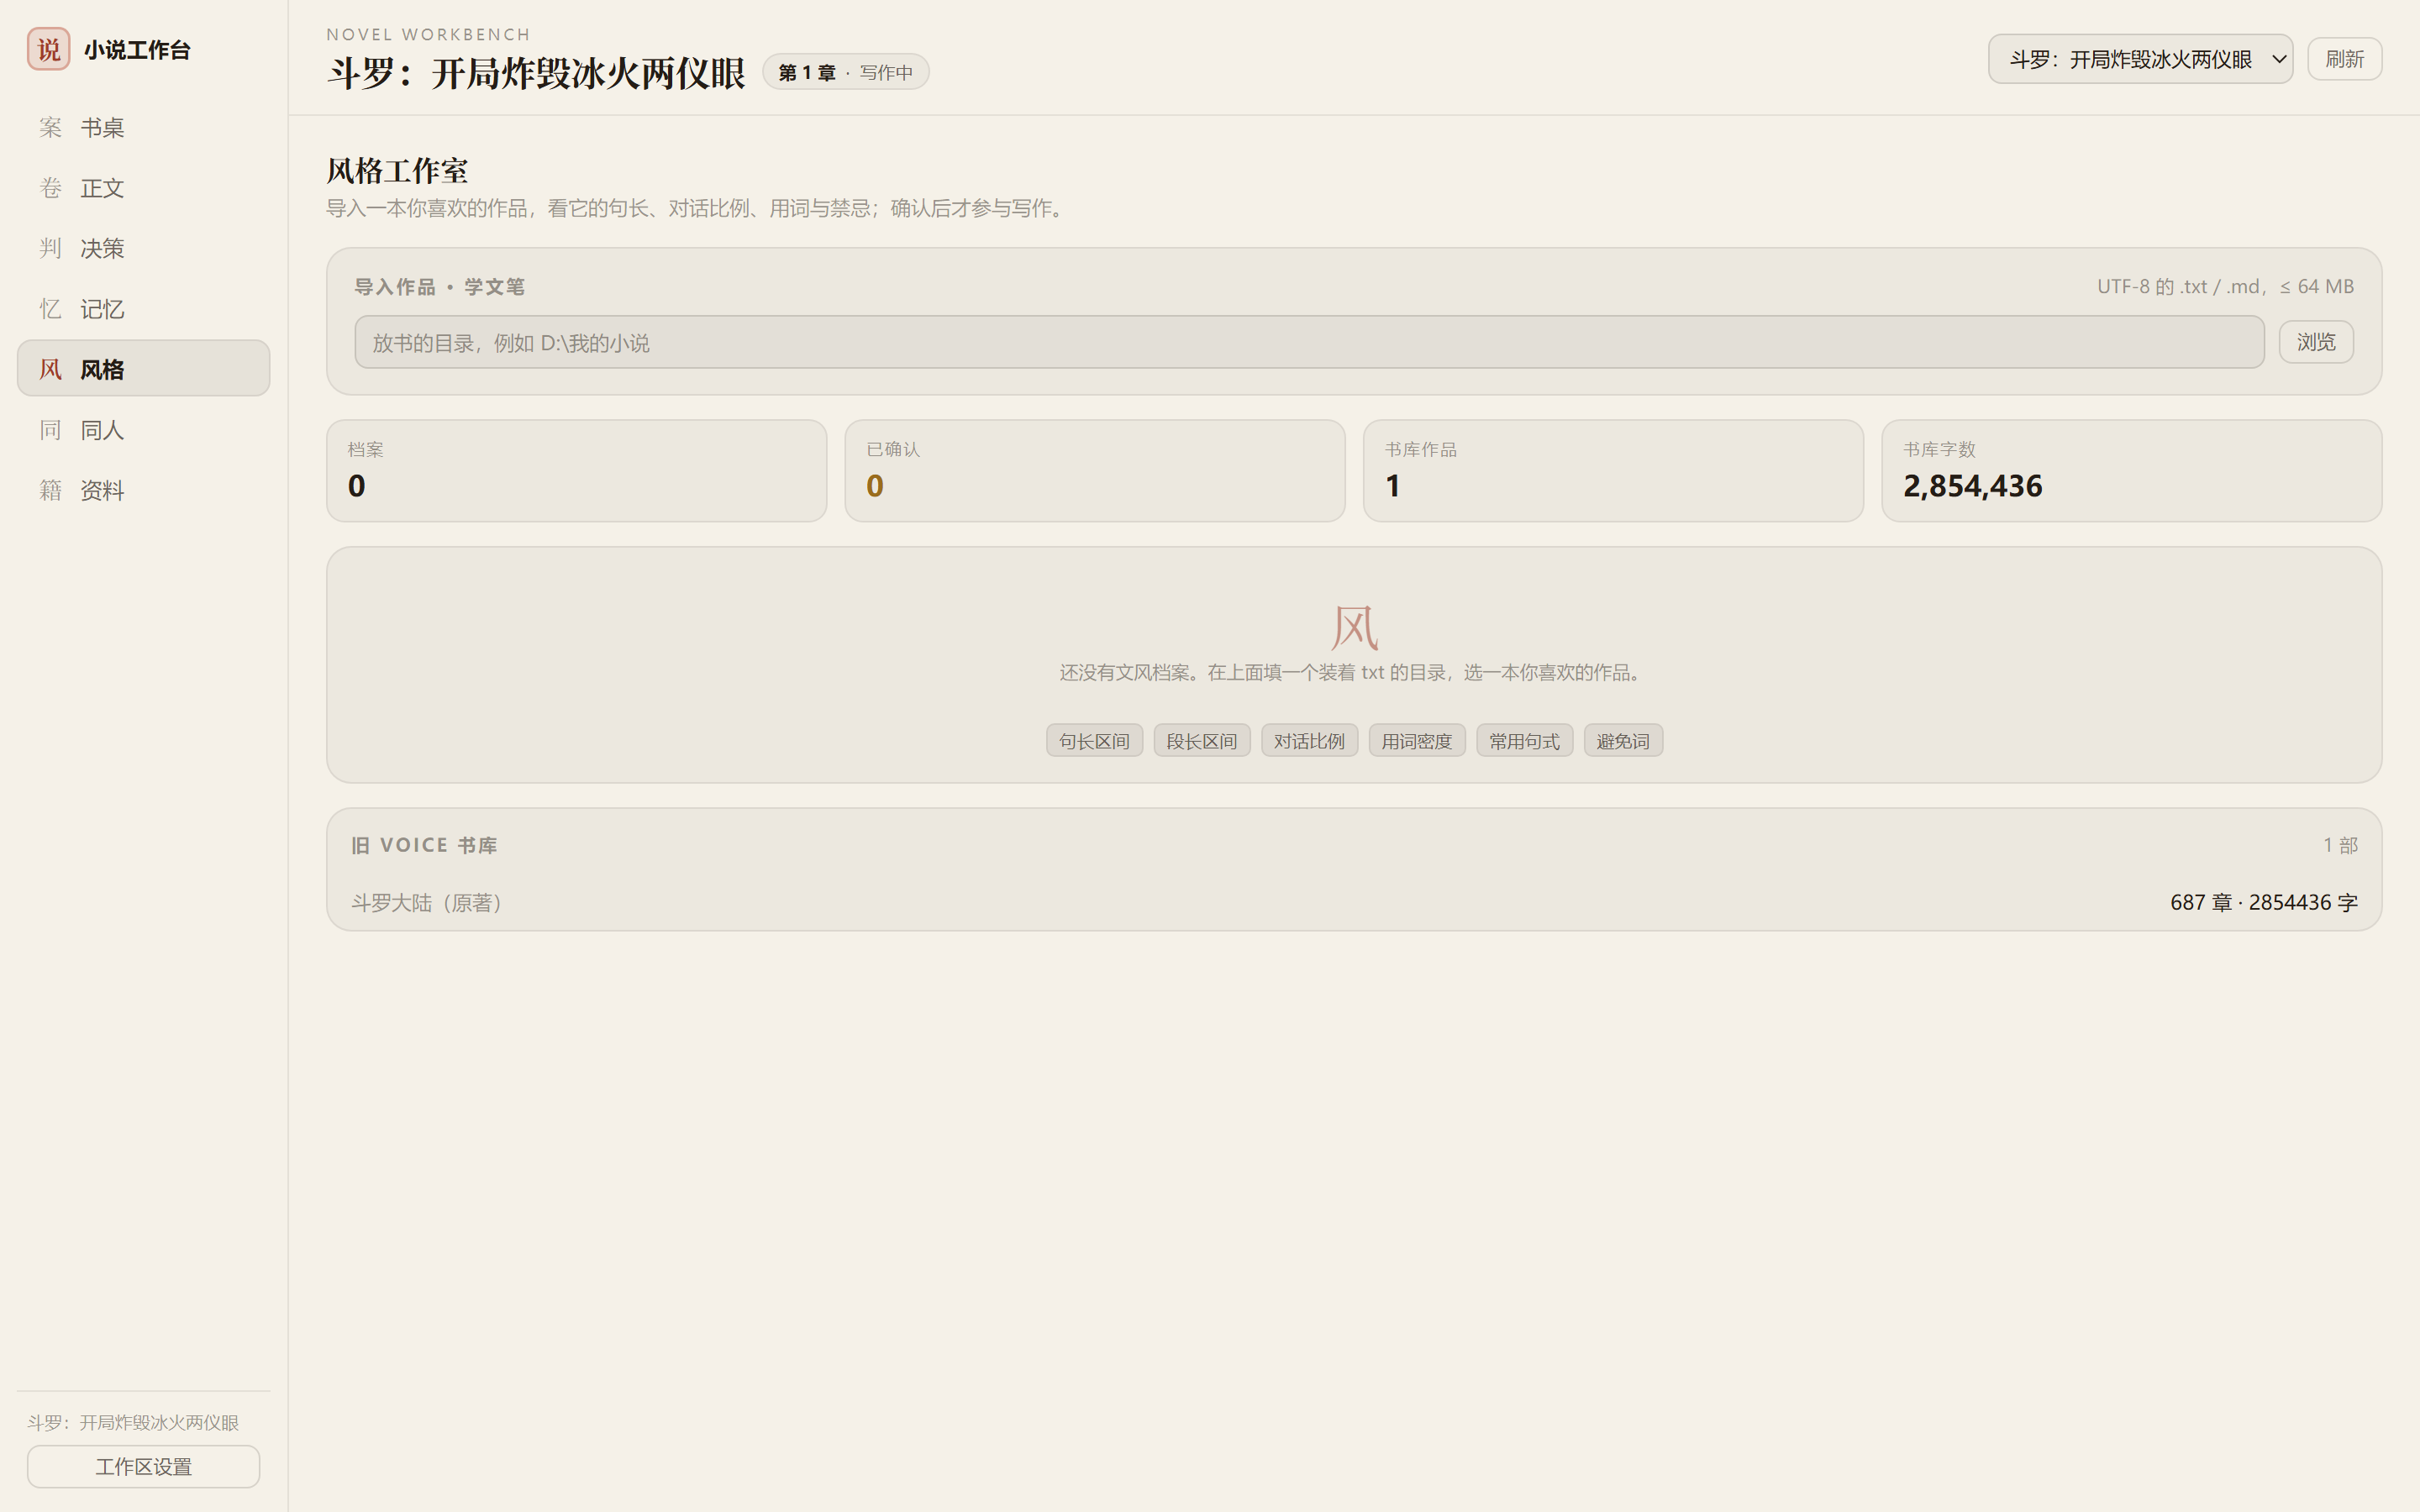 说 小说工作台
案 书桌
卷 正文
判 决策
忆 记忆
风 风格
同 同人
籍 资料
斗罗：开局炸毁冰火两仪眼
工作区设置
NOVEL WORKBENCH
斗罗：开局炸毁冰火两仪眼 第 1 章 · 写作中
斗罗：开局炸毁冰火两仪眼 刷新
风格工作室
导入一本你喜欢的作品，看它的句长、对话比例、用词与禁忌；确认后才参与写作。
导入作品 · 学文笔 UTF-8 的 .txt / .md，≤ 64 MB
放书的目录，例如 D:\我的小说 浏览
档案
0
已确认
0
书库作品
1
书库字数
2,854,436
风
还没有文风档案。在上面填一个装着 txt 的目录，选一本你喜欢的作品。
句长区间 段长区间 对话比例 用词密度 常用句式 避免词
旧 VOICE 书库 1 部
斗罗大陆（原著） 687 章 · 2854436 字